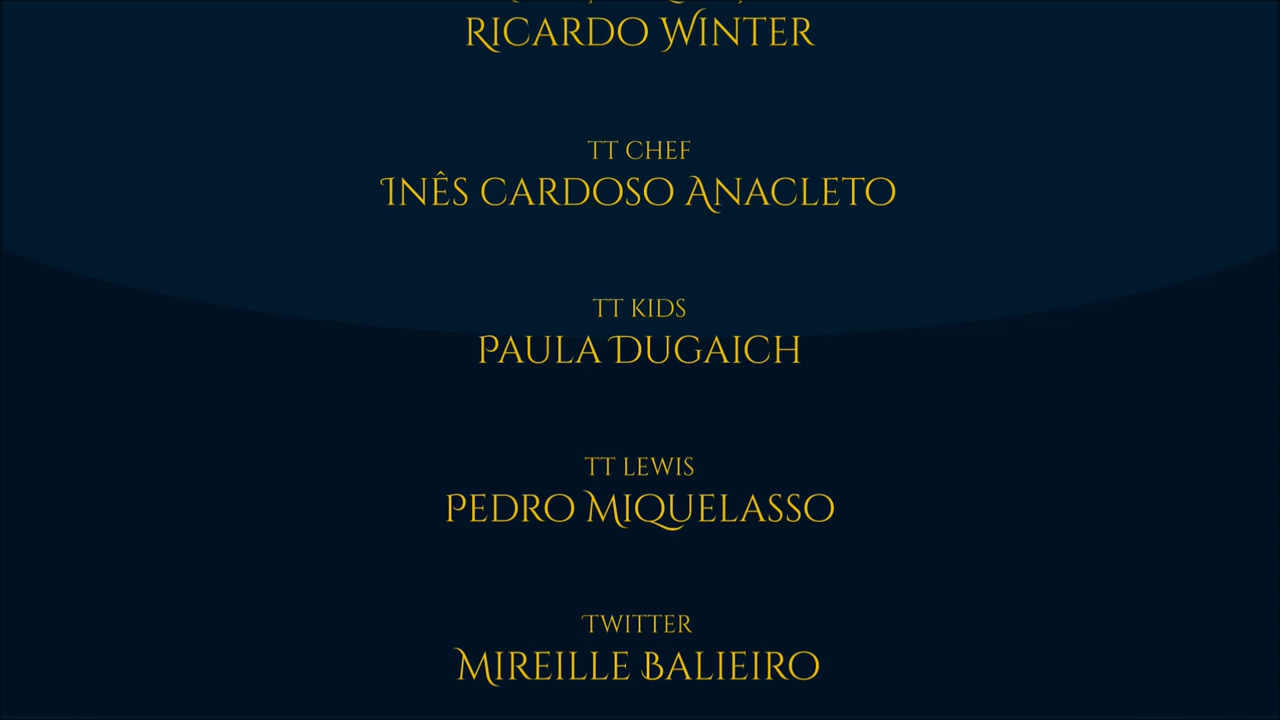 Ricardo Winter
TT Chef
Inês Cardoso Anacleto
TT Kids
Paula Dugaich
TT Lewis
Pedro Miquelasso
Twitter
Mireille Balieiro